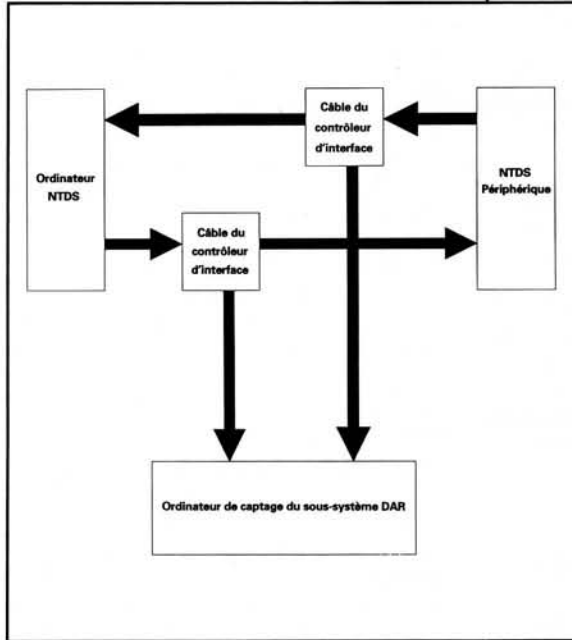 Câble du
contrôleur
d'interface
Ordinateur
NTDS
NTDS
Périphérique
Câble du
contrôleur
d'interface
Ordinateur de captage du sous-système DAR